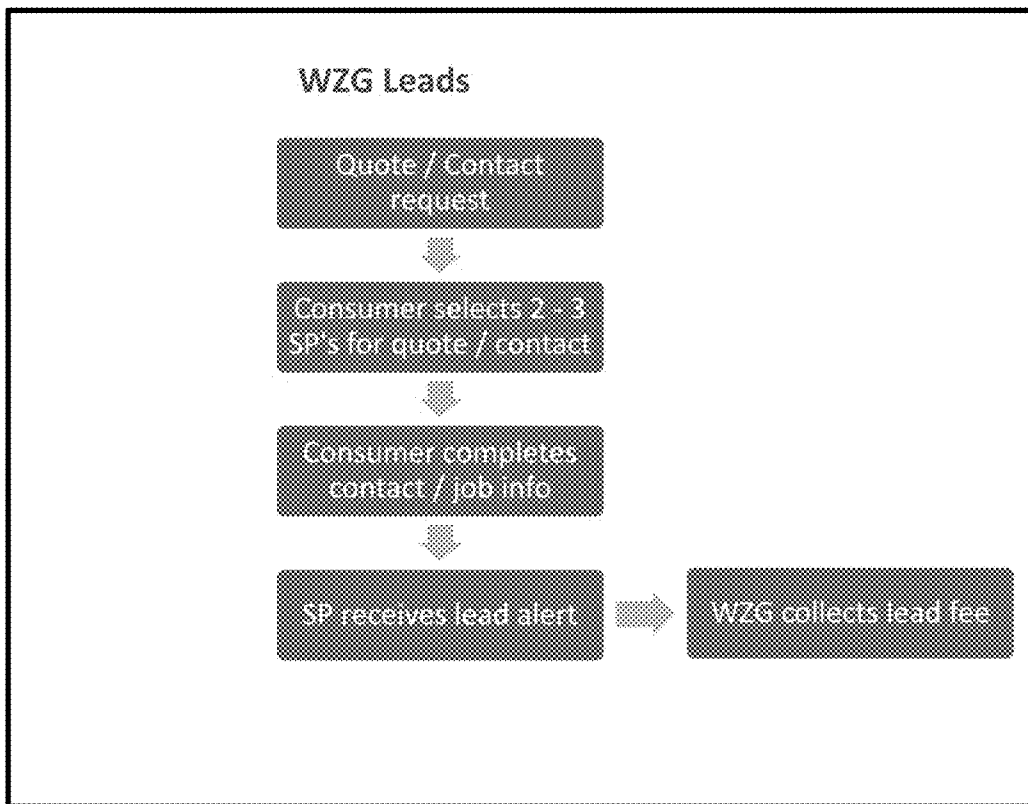 WZG Leads
Quote / Contact
request
Consumer selects 2 - 3
SP's for quote / contact
Consumer completes
contact / job info
SP receives lead alert
WZG collects lead fee